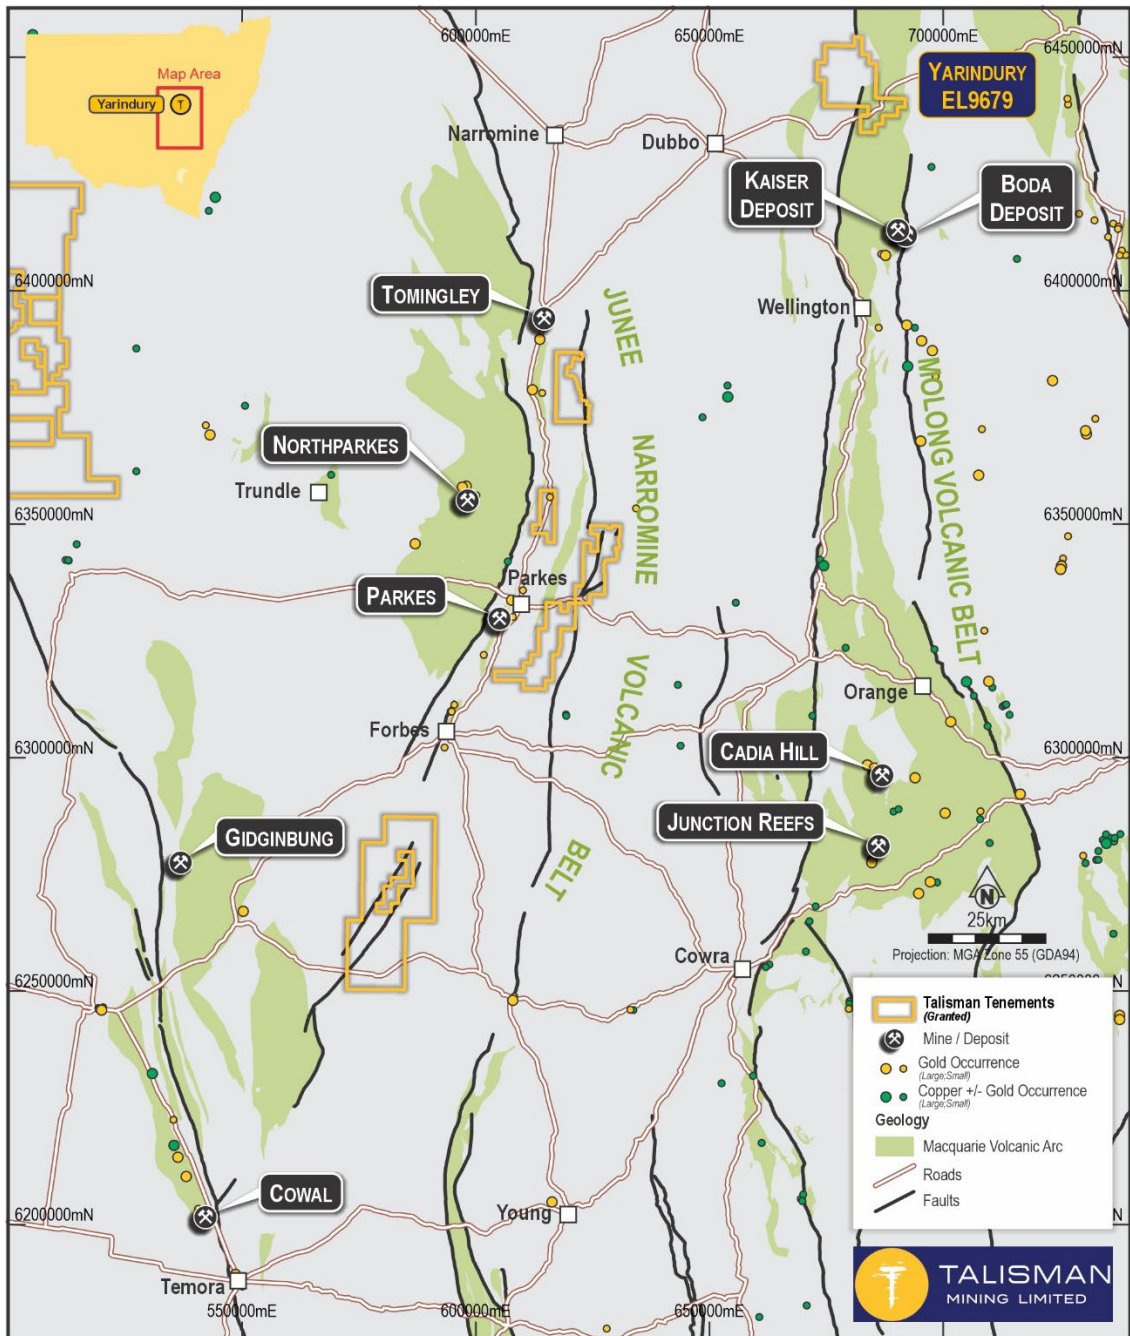 600000mE
650000mE
700000mE
6450000mN
Map Area
Yarindury
T
YARINDURY
EL9679
Narromine
Dubbo
KAISER
DEPOSIT
BODA
DEPOSIT
6400000mN
6400000mN
TOMINGLEY
Wellington
JUNEE
NARROMINE
VOLCANIC
BELT
MOLONG VOLCANIC BELT
NORTHPARKES
Trundle
6350000mN
6350000mN
Parkes
PARKES
Orange
Forbes
6300000mN
6300000mN
CADIA HILL
JUNCTION REEFS
GIDGINBUNG
N
25km
Projection: MGA Zone 55 (GDA94)
Cowra
6250000mN
Talisman Tenements
(Granted)
Mine / Deposit
Gold Occurrence
(Large;Small)
Copper +/- Gold Occurrence
(Large;Small)
Geology
Macquarie Volcanic Arc
Roads
Faults
COWAL
6200000mN
6200000mN
Young
Temora
550000mE
600000mE
650000mE
TALISMAN
MINING LIMITED